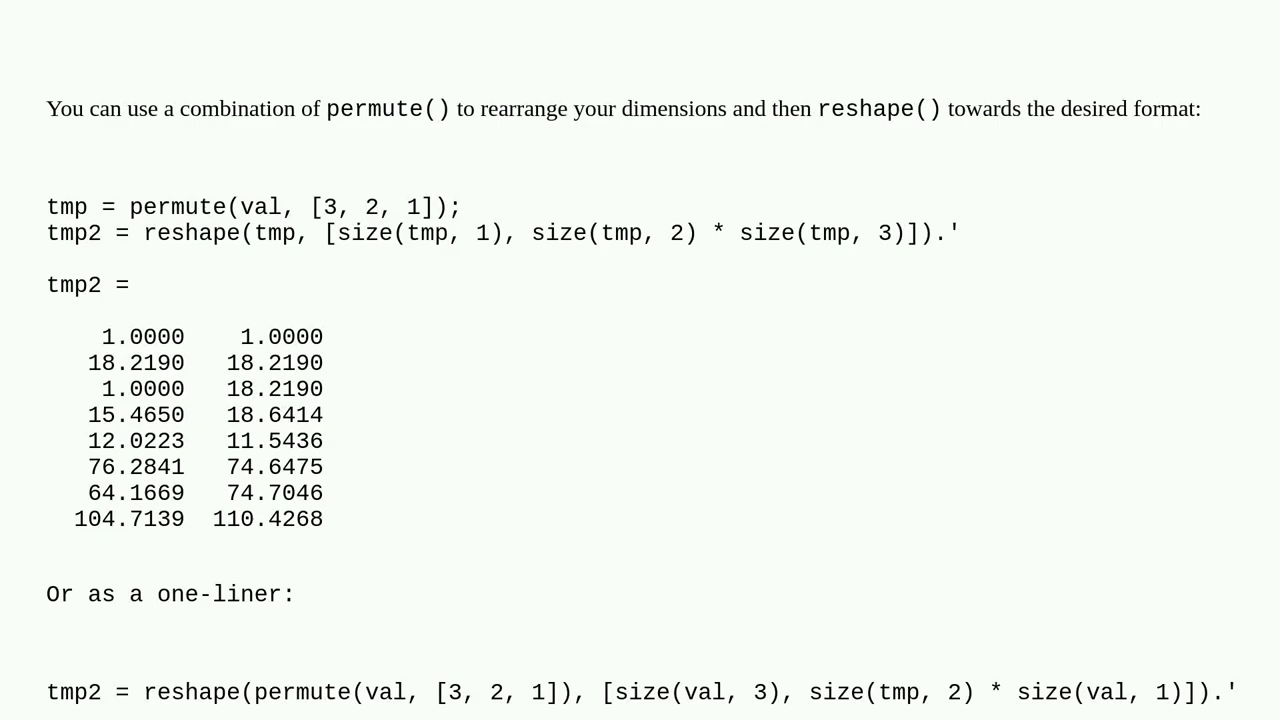 You can use a combination of permute() to rearrange your dimensions and then reshape() towards the desired format:
tmp = permute(val, [3, 2, 1]);
tmp2 = reshape(tmp, [size(tmp, 1), size(tmp, 2) * size(tmp, 3)]).'
tmp2 =
1.0000 1.0000
18.2190 18.2190
1.0000 18.2190
15.4650 18.6414
12.0223 11.5436
76.2841 74.6475
64.1669 74.7046
104.7139 110.4268
Or as a one-liner:
tmp2 = reshape(permute(val, [3, 2, 1]), [size(val, 3), size(tmp, 2) * size(val, 1)]).'